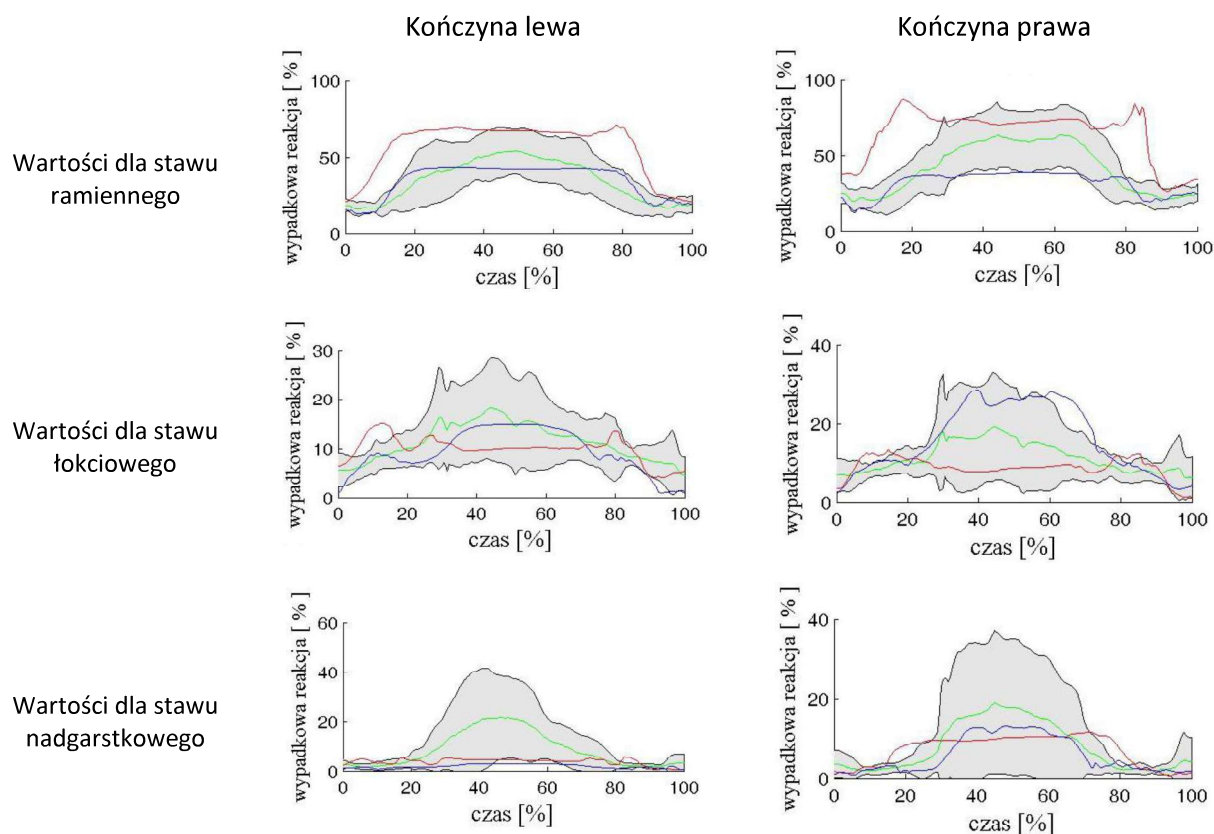 Kończyna lewa
Kończyna prawa
Wartości dla stawu
ramiennego
wypadkowa reakcja [ % ]
100
50
0
0 20 40 60 80 100
czas [%]
wypadkowa reakcja [ % ]
100
50
0
0 20 40 60 80 100
czas [%]
Wartości dla stawu
łokciowego
wypadkowa reakcja [ % ]
30
20
10
0
0 20 40 60 80 100
czas [%]
wypadkowa reakcja [ % ]
40
20
0
0 20 40 60 80 100
czas [%]
Wartości dla stawu
nadgarstkowego
wypadkowa reakcja [ % ]
60
40
20
0
0 20 40 60 80 100
czas [%]
wypadkowa reakcja [ % ]
40
20
0
0 20 40 60 80 100
czas [%]